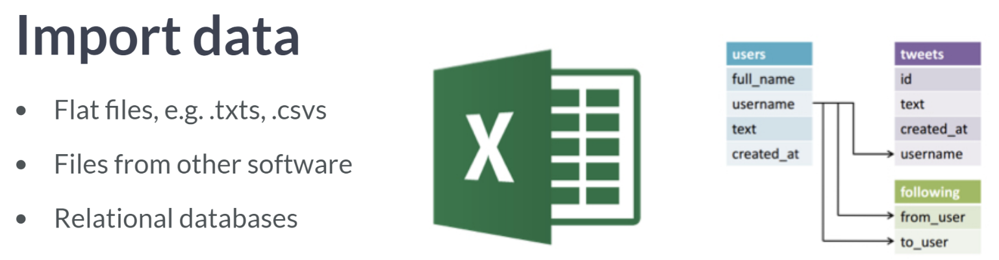 Import data
• Flat files, e.g. .txts, .csvs
• Files from other software
• Relational databases
X
users
full_name
username
text
created_at
tweets
id
text
created_at
username
following
from_user
to_user